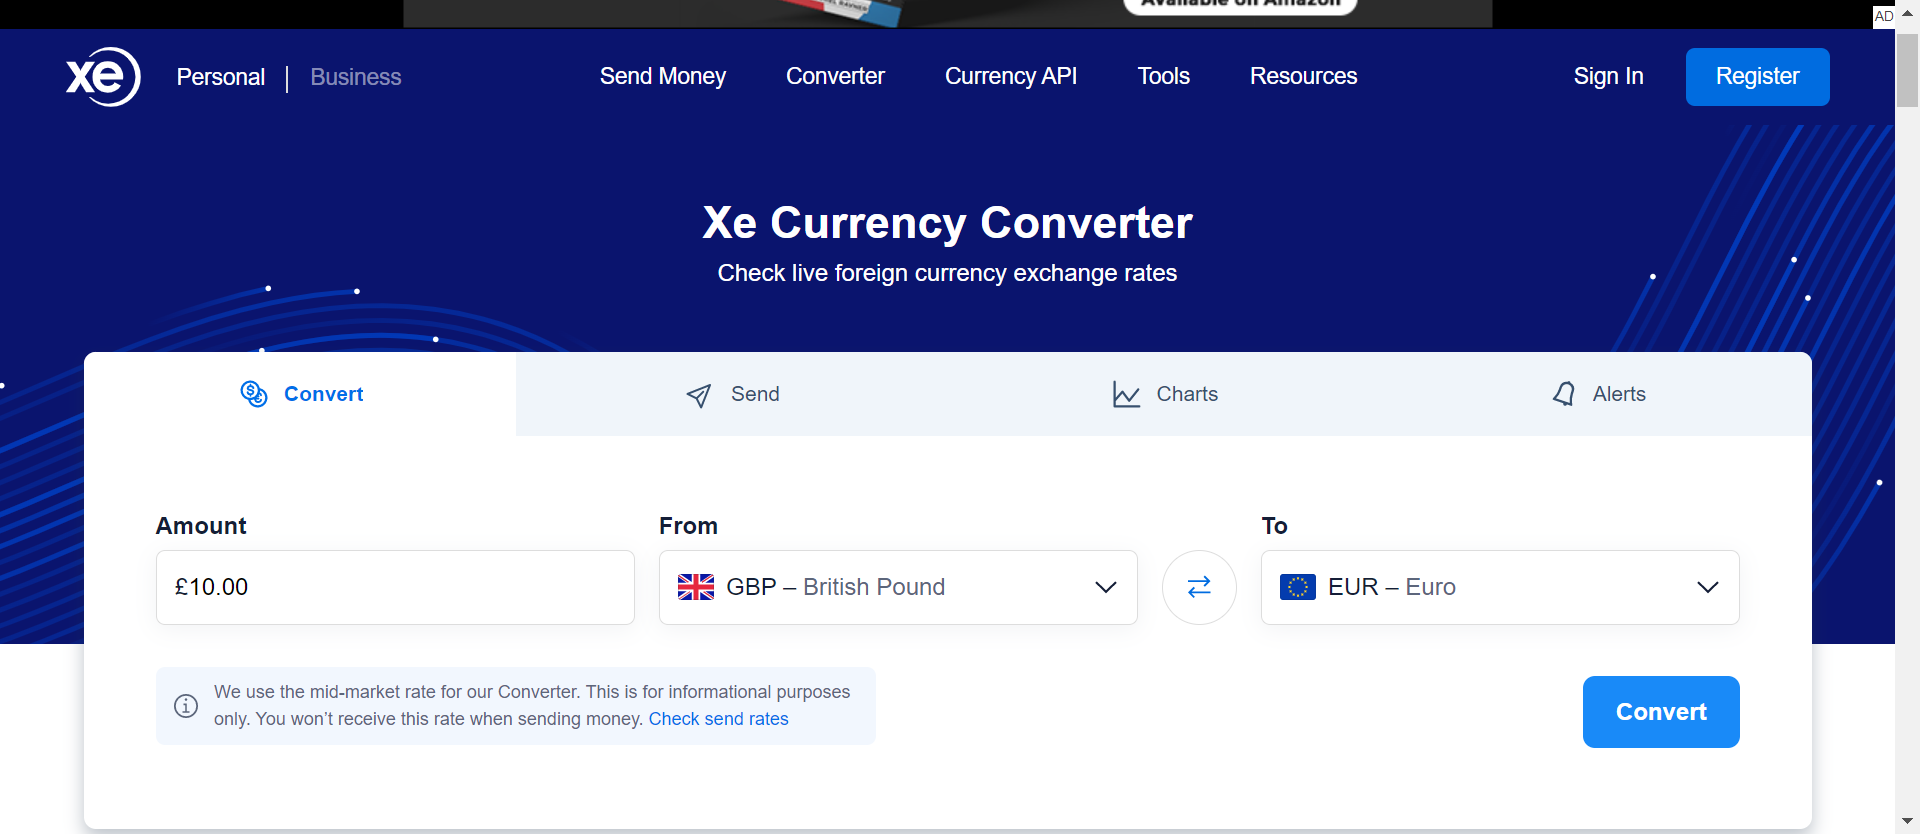 Available on Amazon
AD
xe
Personal | Business
Send Money
Converter
Currency API
Tools
Resources
Sign In
Register
Xe Currency Converter
Check live foreign currency exchange rates
Convert
Send
Charts
Alerts
Amount
£10.00
From
GBP – British Pound
To
EUR – Euro
We use the mid-market rate for our Converter. This is for informational purposes
only. You won’t receive this rate when sending money. Check send rates
Convert